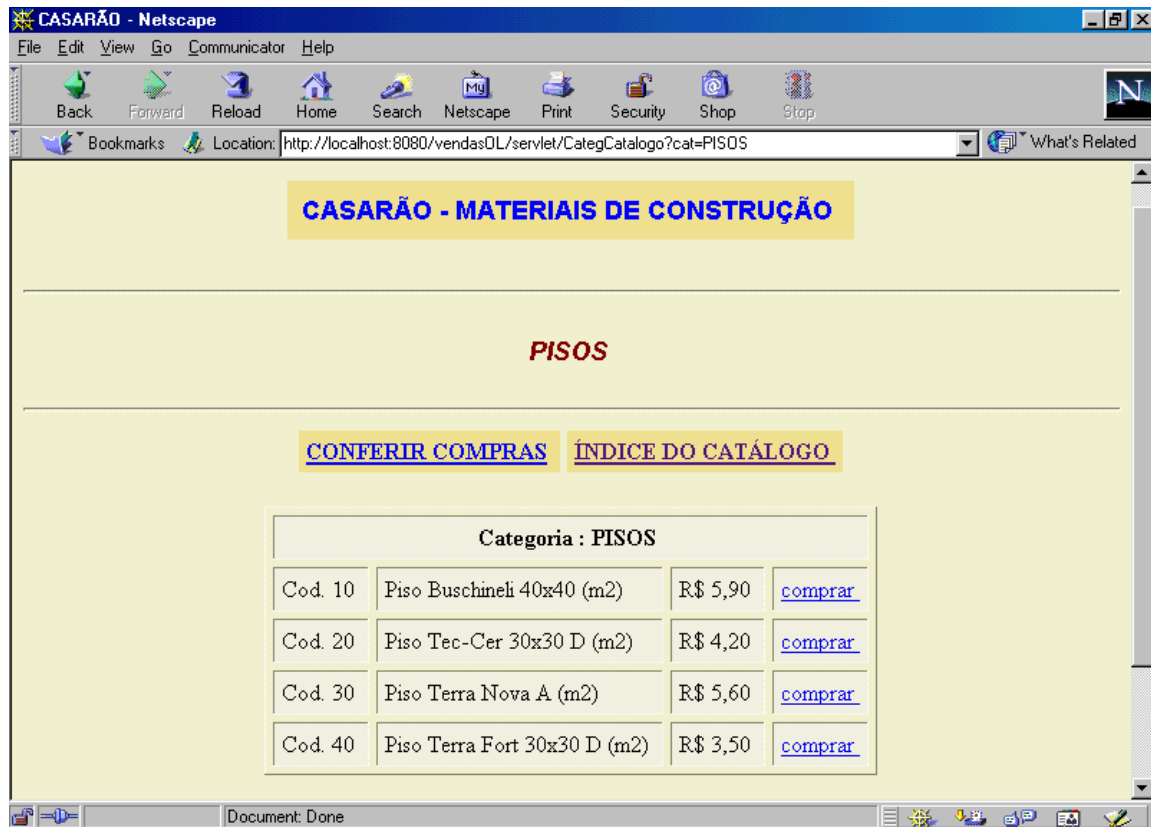 CASARÃO - Netscape
File Edit View Go Communicator Help
Back Forward Reload Home Search Netscape Print Security Shop Stop
My
N
Bookmarks Location: http://localhost:8080/vendasOL/servlet/CategCatalogo?cat=PISOS What's Related
CASARÃO - MATERIAIS DE CONSTRUÇÃO
PISOS
CONFERIR COMPRAS ÍNDICE DO CATÁLOGO
Categoria : PISOS
Cod. 10 Piso Buschineli 40x40 (m2) R$ 5,90 comprar
Cod. 20 Piso Tec-Cer 30x30 D (m2) R$ 4,20 comprar
Cod. 30 Piso Terra Nova A (m2) R$ 5,60 comprar
Cod. 40 Piso Terra Fort 30x30 D (m2) R$ 3,50 comprar
Document: Done